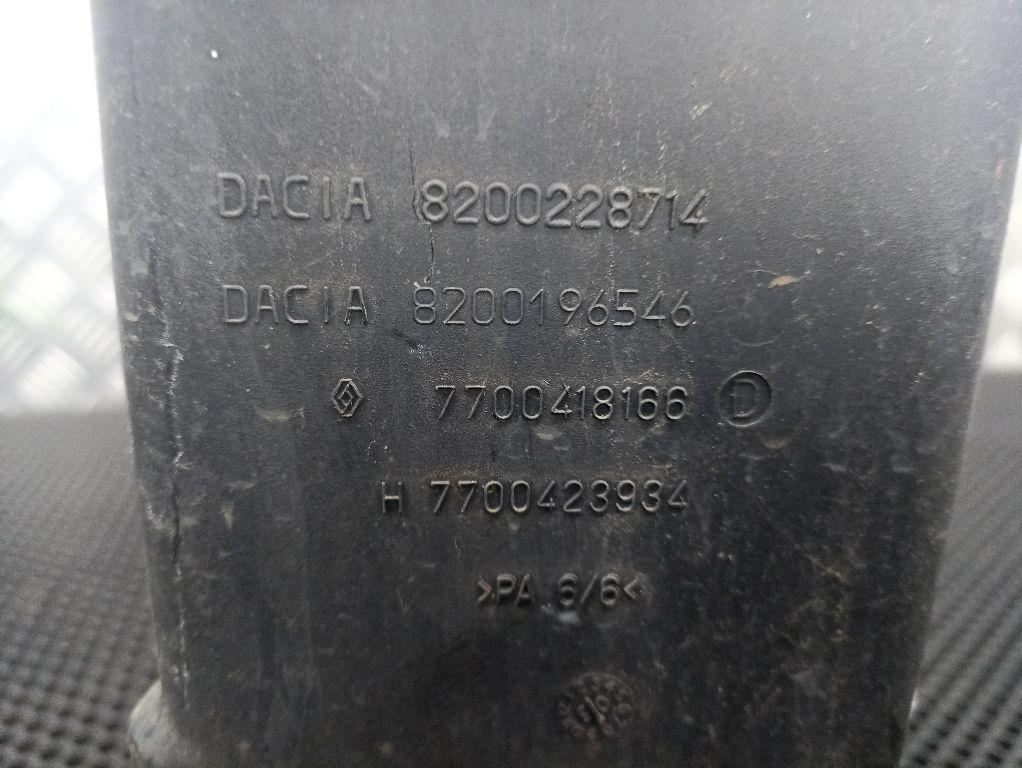 DACIA 8200228714
DACIA 8200196546
7700418166 D
H 7700423934
>PA 6/6<